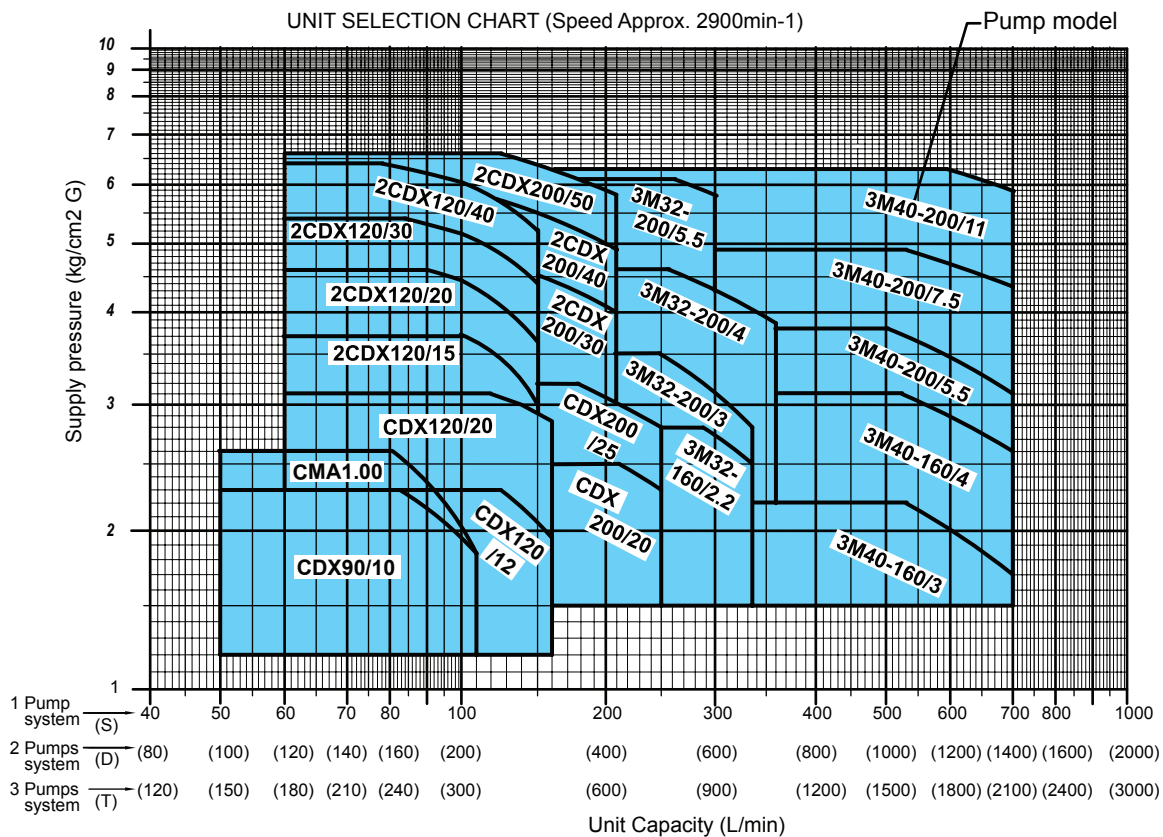 UNIT SELECTION CHART (Speed Approx. 2900min-1)
Pump model
Supply pressure (kg/cm2 G)
10
9
8
7
6
5
4
3
2
1
2CDX200/50
3M32-
200/5.5
3M40-200/11
2CDX120/40
2CDX120/30
2CDX
200/40
3M40-200/7.5
2CDX120/20
2CDX
200/30
3M32-200/4
2CDX120/15
3M32-200/3
3M40-200/5.5
CDX120/20
CDX200
/25
3M32-
160/2.2
3M40-160/4
CMA1.00
CDX
200/20
CDX120
/12
CDX90/10
3M40-160/3
1 Pump
system (S) 40 50 60 70 80 100 200 300 400 500 600 700 800 1000
2 Pumps
system (D) (80) (100) (120) (140) (160) (200) (400) (600) (800) (1000) (1200) (1400) (1600) (2000)
3 Pumps
system (T) (120) (150) (180) (210) (240) (300) (600) (900) (1200) (1500) (1800) (2100) (2400) (3000)
Unit Capacity (L/min)